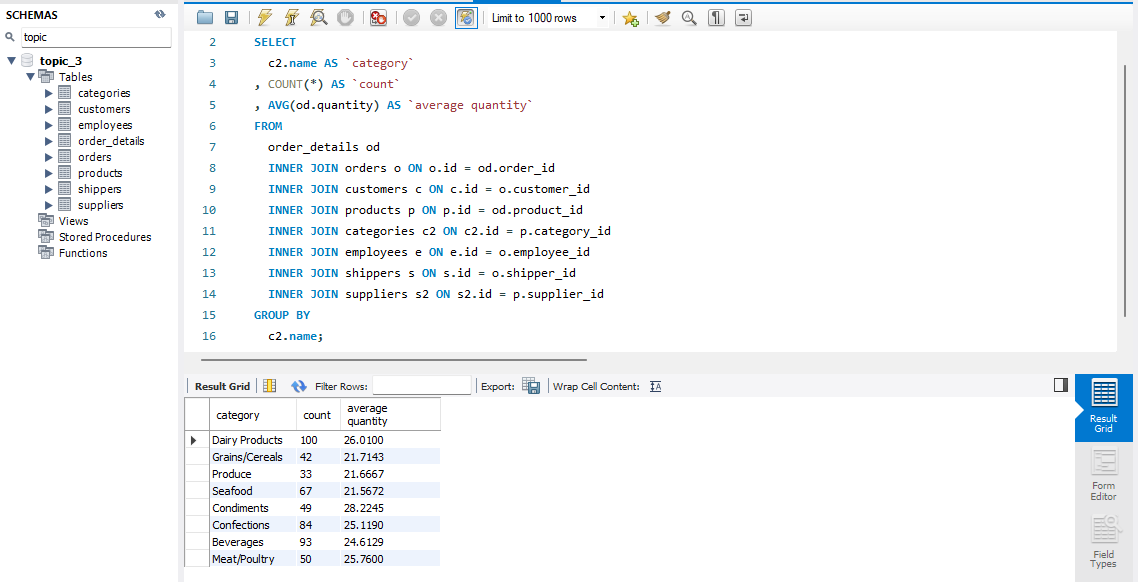 SCHEMAS
topic
topic_3
Tables
categories
customers
employees
order_details
orders
products
shippers
suppliers
Views
Stored Procedures
Functions
Limit to 1000 rows
2 SELECT
3 c2.name AS `category`
4 , COUNT(*) AS `count`
5 , AVG(od.quantity) AS `average quantity`
6 FROM
7 order_details od
8 INNER JOIN orders o ON o.id = od.order_id
9 INNER JOIN customers c ON c.id = o.customer_id
10 INNER JOIN products p ON p.id = od.product_id
11 INNER JOIN categories c2 ON c2.id = p.category_id
12 INNER JOIN employees e ON e.id = o.employee_id
13 INNER JOIN shippers s ON s.id = o.shipper_id
14 INNER JOIN suppliers s2 ON s2.id = p.supplier_id
15 GROUP BY
16 c2.name;
Result Grid Filter Rows: Export: Wrap Cell Content: IA
category count average
quantity
Dairy Products 100 26.0100
Grains/Cereals 42 21.7143
Produce 33 21.6667
Seafood 67 21.5672
Condiments 49 28.2245
Confections 84 25.1190
Beverages 93 24.6129
Meat/Poultry 50 25.7600
Result
Grid
Form
Editor
Field
Types